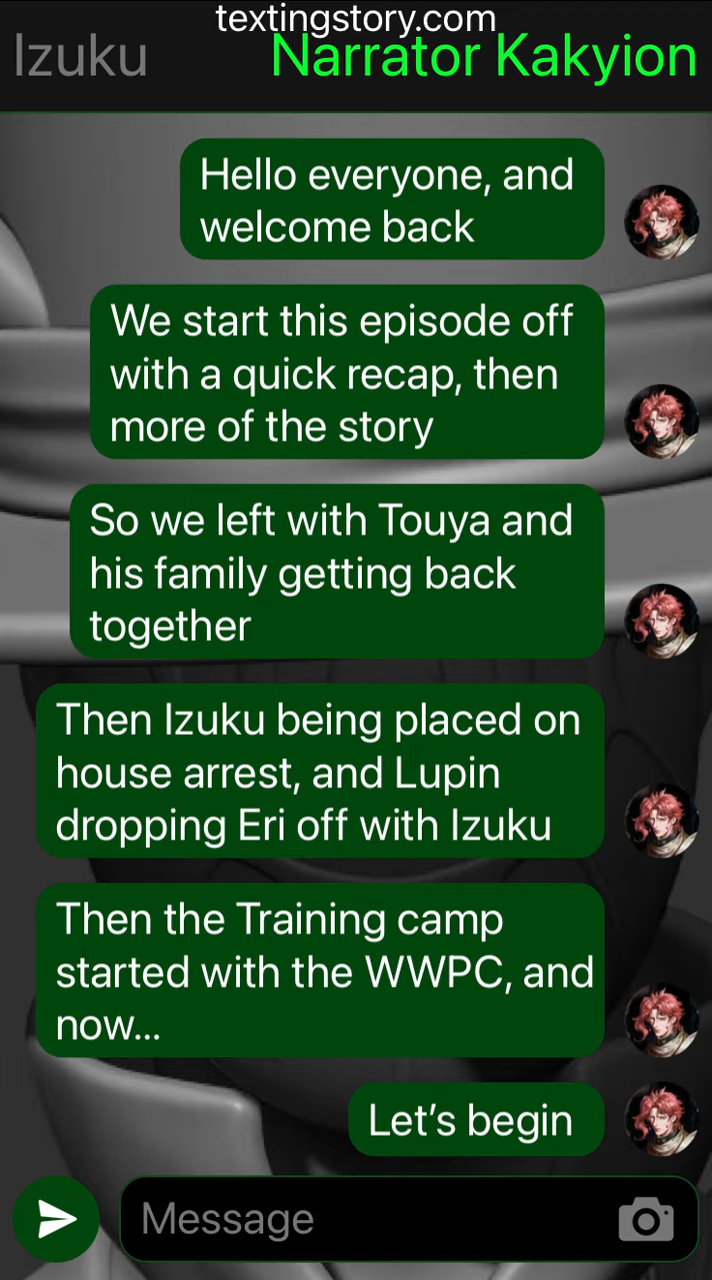 textingstory.com
Izuku
Narrator Kakyion
Hello everyone, and
welcome back
We start this episode off
with a quick recap, then
more of the story
So we left with Touya and
his family getting back
together
Then Izuku being placed on
house arrest, and Lupin
dropping Eri off with Izuku
Then the Training camp
started with the WWPC, and
now...
Let’s begin
Message